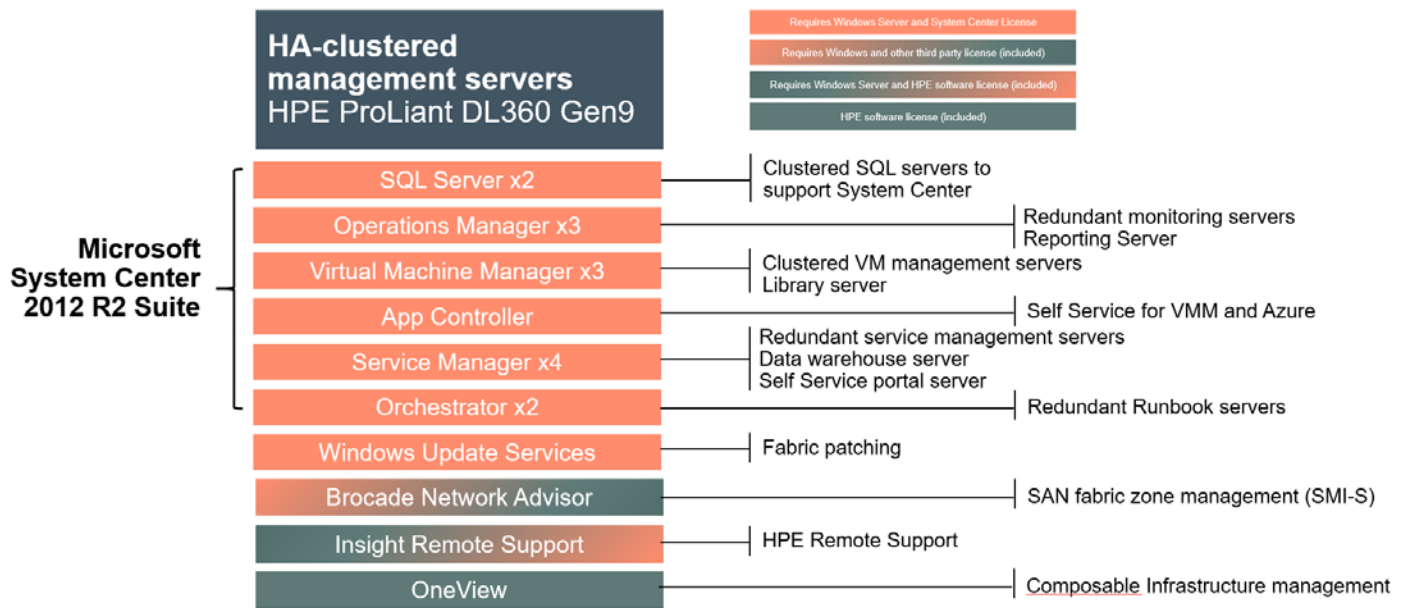 HA-clustered
management servers
HPE ProLiant DL360 Gen9
Requires Windows Server and System Center License
Requires Windows and other third party license (included)
Requires Windows Server and HPE software license (included)
HPE software license (included)
Microsoft
System Center
2012 R2 Suite
SQL Server x2
Clustered SQL servers to
support System Center
Operations Manager x3
Redundant monitoring servers
Reporting Server
Virtual Machine Manager x3
Clustered VM management servers
Library server
App Controller
Self Service for VMM and Azure
Service Manager x4
Redundant service management servers
Data warehouse server
Self Service portal server
Orchestrator x2
Redundant Runbook servers
Windows Update Services
Fabric patching
Brocade Network Advisor
SAN fabric zone management (SMI-S)
Insight Remote Support
HPE Remote Support
OneView
Composable Infrastructure management